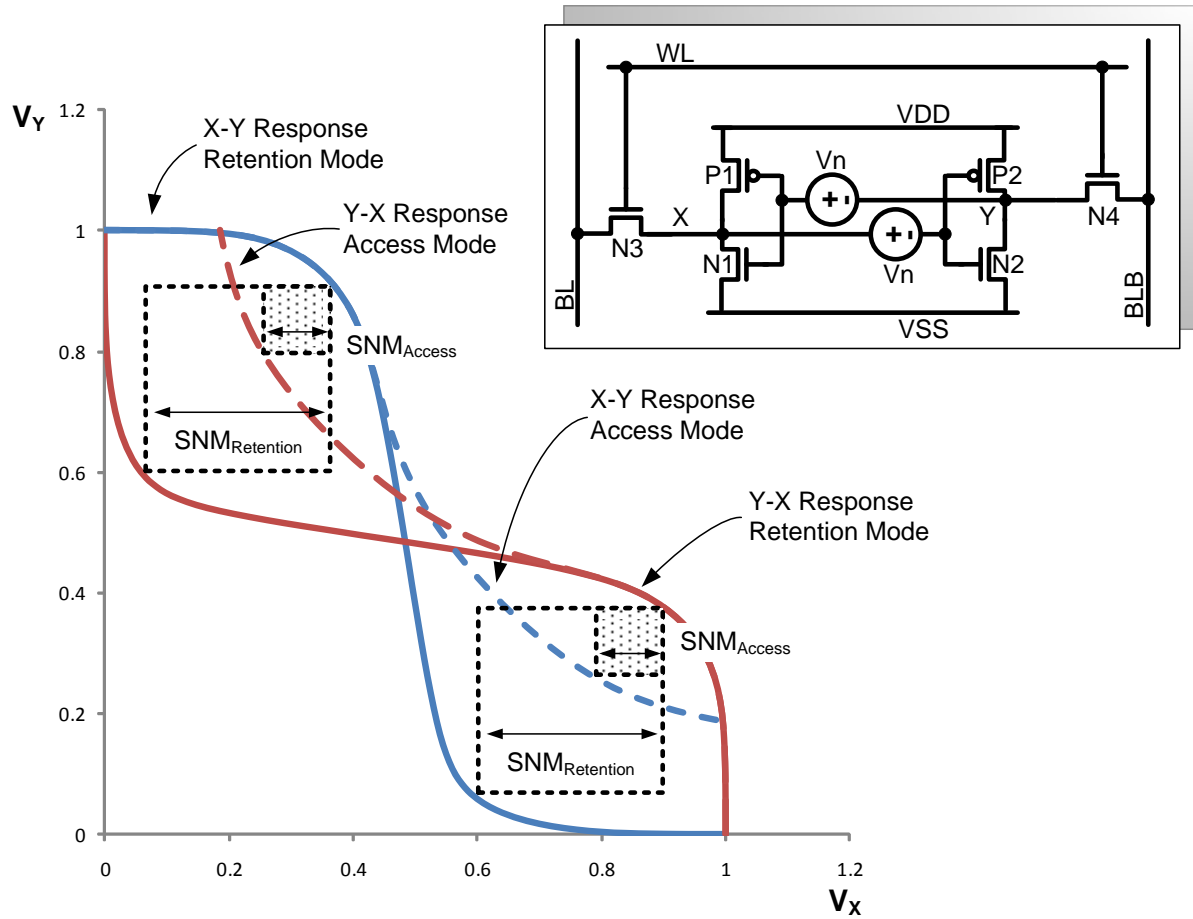 WL
VDD
Vn
P1
P2
X
Y
N3
N4
N1
N2
Vn
BL
BLB
VSS
VY
1.2
1
0.8
0.6
0.4
0.2
0
X-Y Response
Retention Mode
Y-X Response
Access Mode
SNMAccess
SNMRetention
X-Y Response
Access Mode
Y-X Response
Retention Mode
SNMAccess
SNMRetention
0 0.2 0.4 0.6 0.8 1 1.2
VX